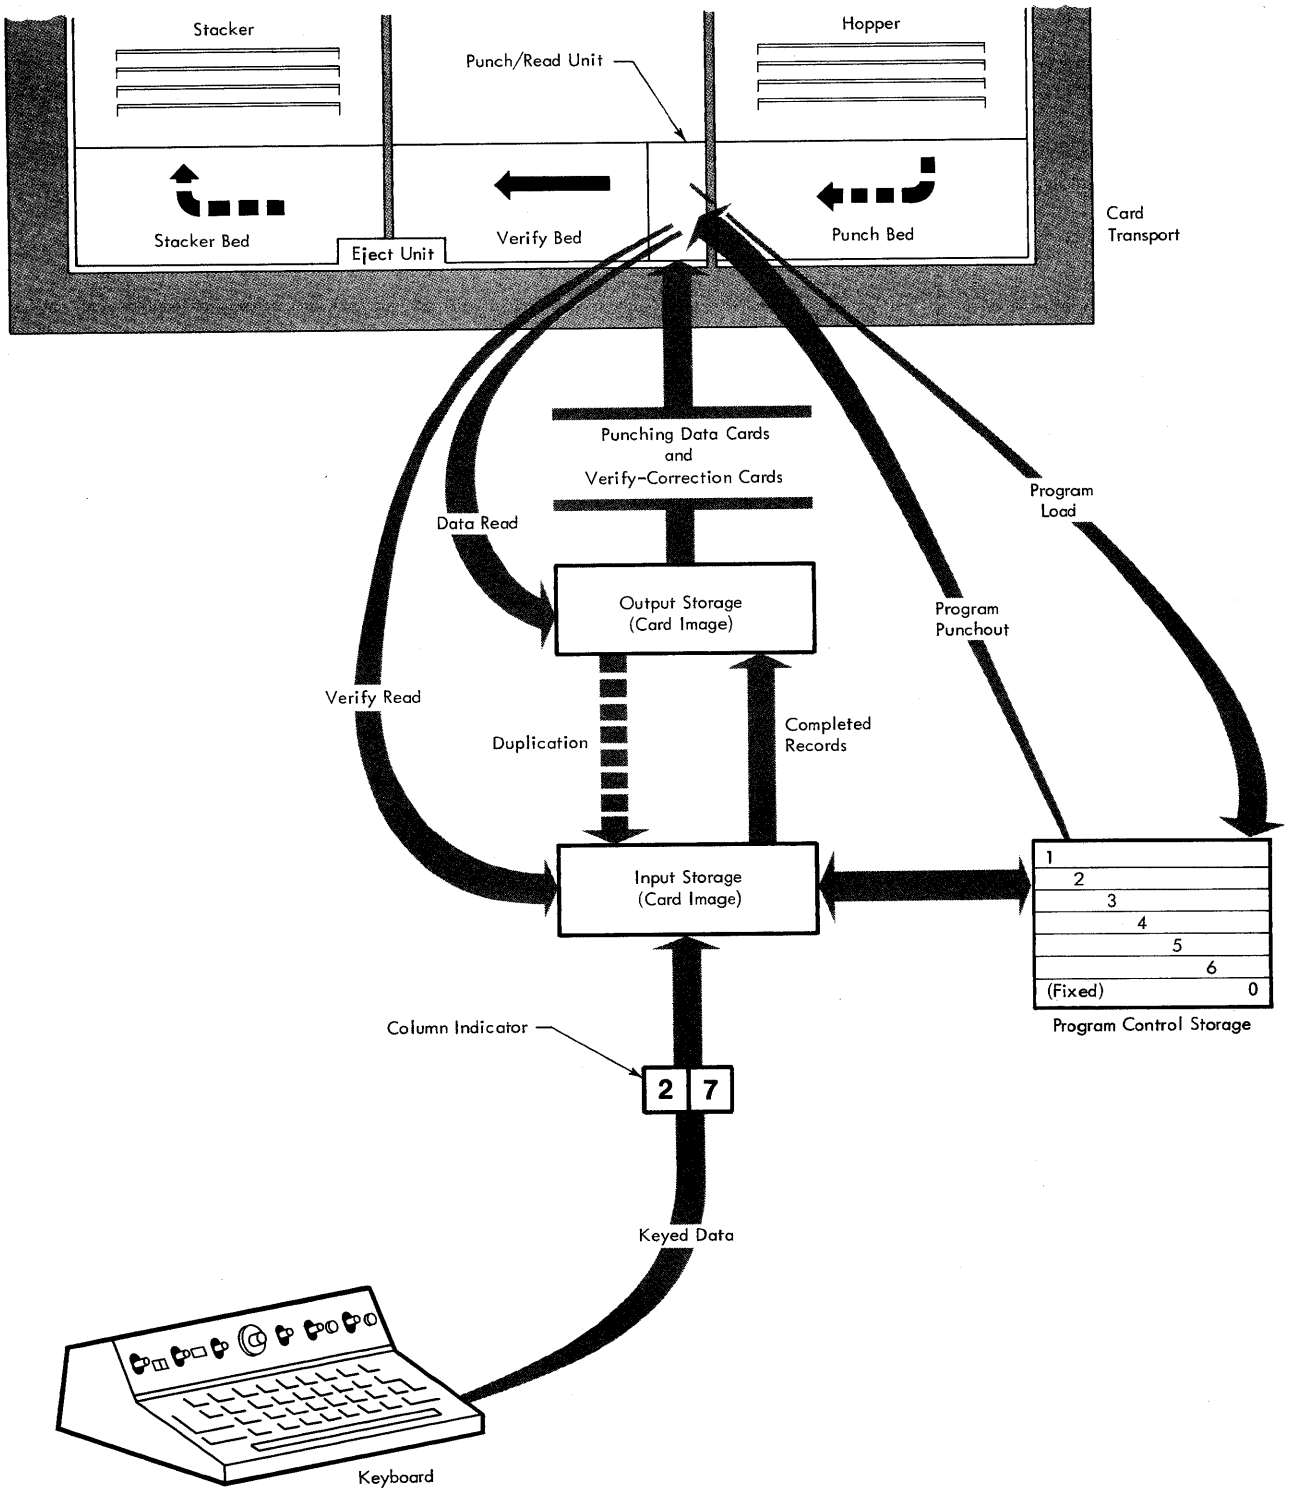 Stacker
Hopper
Punch/Read Unit
Stacker Bed
Eject Unit
Verify Bed
Punch Bed
Card
Transport
Punching Data Cards
and
Verify-Correction Cards
Program
Load
Data Read
Output Storage
(Card Image)
Program
Punchout
Verify Read
Duplication
Completed
Records
Input Storage
(Card Image)
1
2
3
4
5
6
(Fixed) 0
Program Control Storage
Column Indicator
2 7
Keyed Data
Keyboard